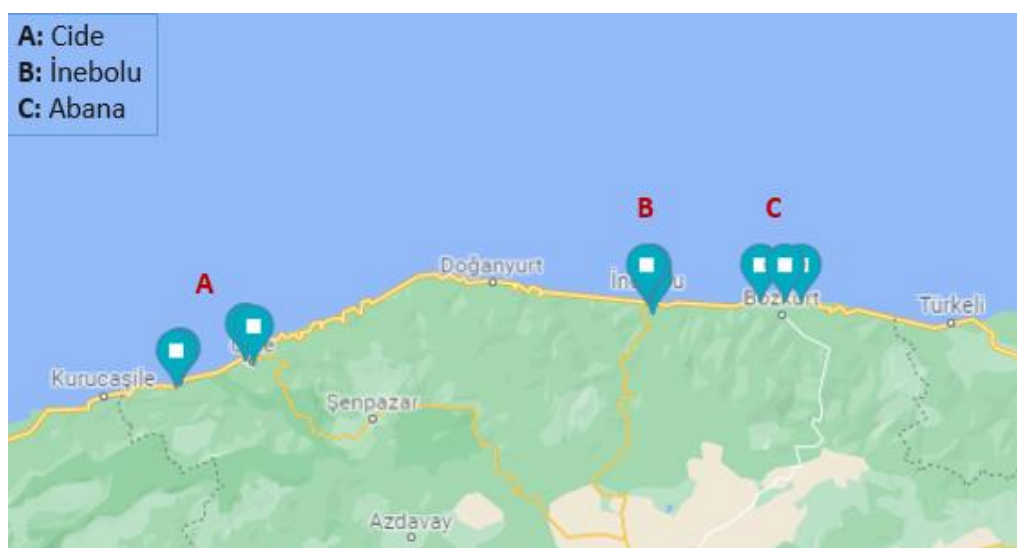 A: Cide
B: İnebolu
C: Abana
B
C
A
Doğanyurt
Bozkurt
Türkeli
Kurucaşile
Şenpazar
Azdavay